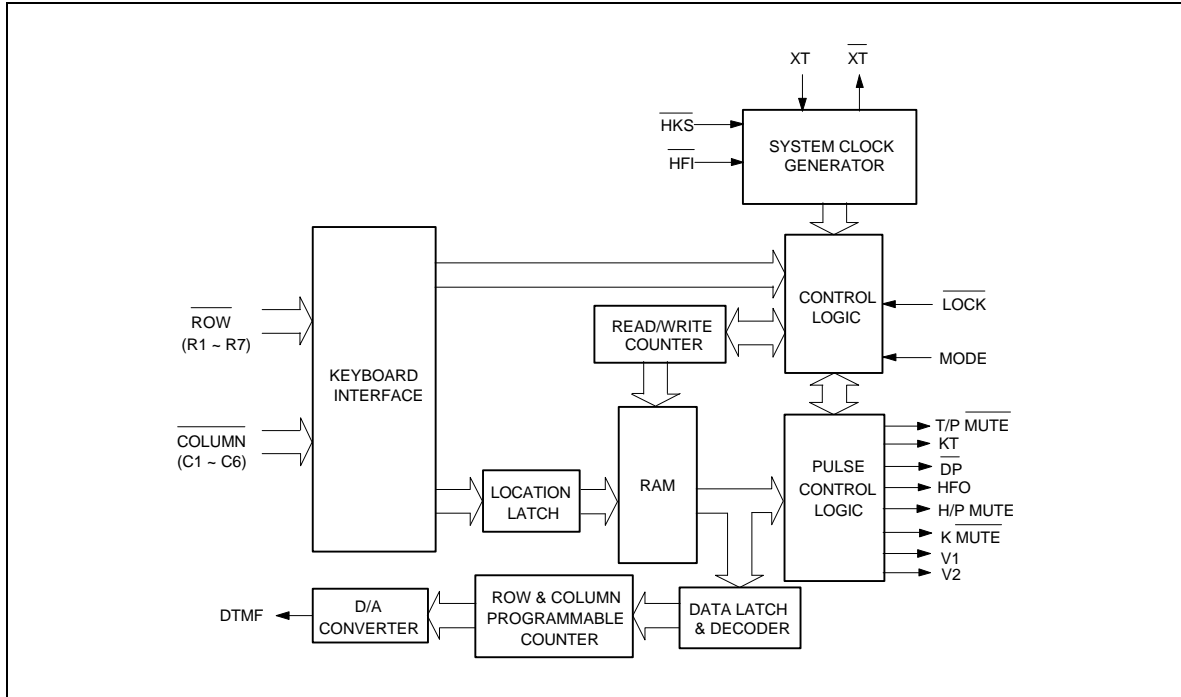 XT
XT
HKS
HFI
SYSTEM CLOCK
GENERATOR
ROW
(R1 ~ R7)
COLUMN
(C1 ~ C6)
KEYBOARD
INTERFACE
READ/WRITE
COUNTER
CONTROL
LOGIC
LOCK
MODE
LOCATION
LATCH
RAM
PULSE
CONTROL
LOGIC
T/P MUTE
KT
DP
HFO
H/P MUTE
K MUTE
V1
V2
DTMF
D/A
CONVERTER
ROW & COLUMN
PROGRAMMABLE
COUNTER
DATA LATCH
& DECODER